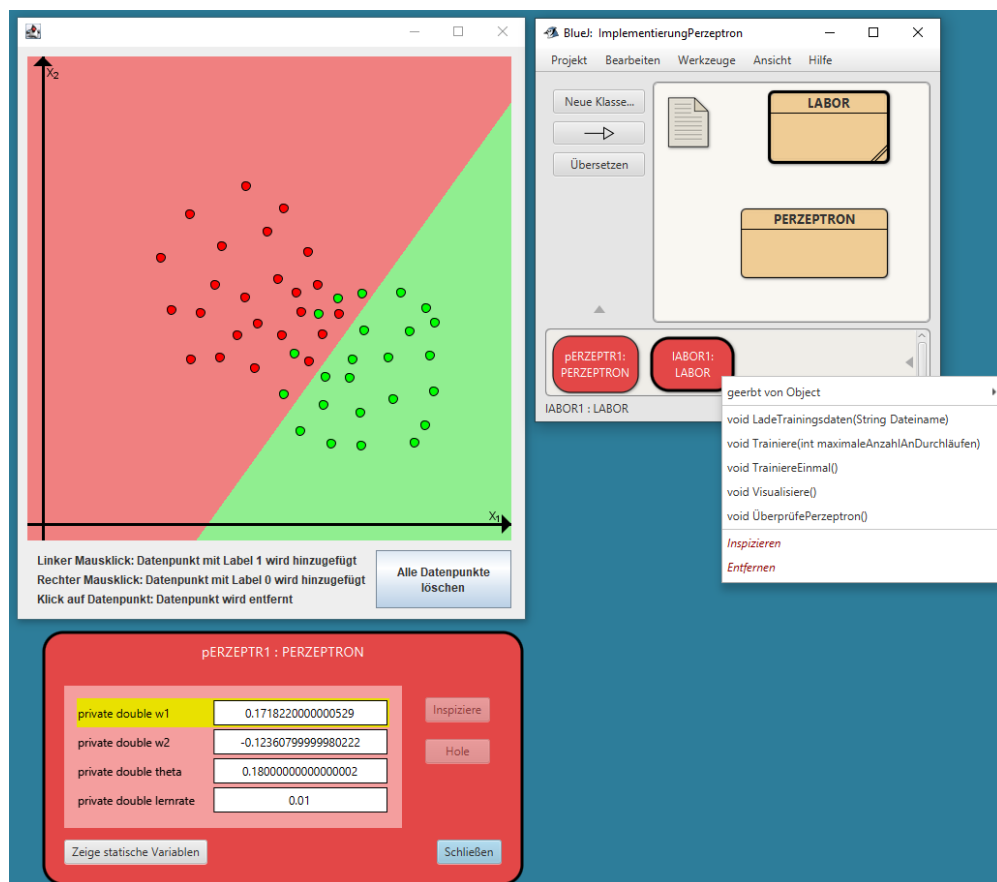 X2
X1
Linker Mausklick: Datenpunkt mit Label 1 wird hinzugefügt
Rechter Mausklick: Datenpunkt mit Label 0 wird hinzugefügt
Klick auf Datenpunkt: Datenpunkt wird entfernt
Alle Datenpunkte
löschen
BlueJ: ImplementierungPerzeptron
Projekt Bearbeiten Werkzeuge Ansicht Hilfe
Neue Klasse...
Übersetzen
LABOR
PERZEPTRON
pERZEPTR1:
PERZEPTRON
lABOR1:
LABOR
lABOR1 : LABOR
geerbt von Object
void LadeTrainingsdaten(String Dateiname)
void Trainiere(int maximaleAnzahlAnDurchläufen)
void TrainiereEinmal()
void Visualisiere()
void ÜberprüfePerzeptron()
Inspizieren
Entfernen
pERZEPTR1 : PERZEPTRON
private double w1 0.1718220000000529
private double w2 -0.12360799999980222
private double theta 0.18000000000000002
private double lernrate 0.01
Inspiziere
Hole
Zeige statische Variablen
Schließen